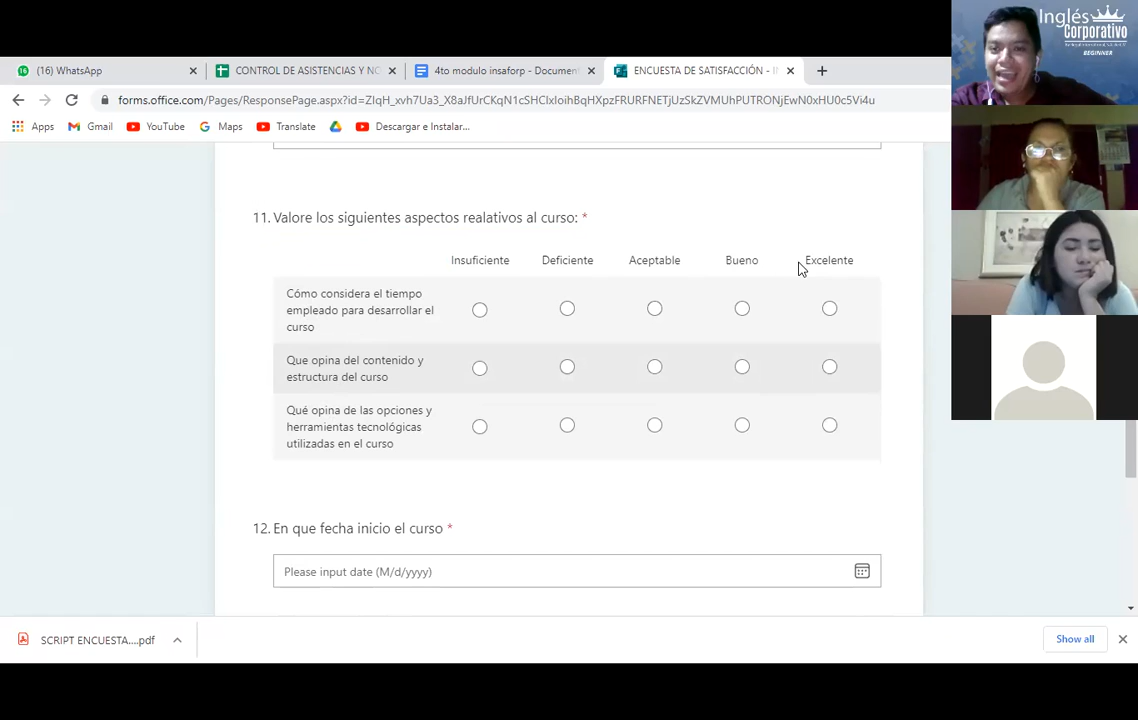 Inglés
Corporativo
BEGINNER
(16) WhatsApp
CONTROL DE ASISTENCIAS Y NO
4to modulo insaforp - Document
ENCUESTA DE SATISFACCIÓN - I
forms.office.com/Pages/ResponsePage.aspx?id=ZIqH_xvh7Ua3_X8aJfUrCKqN1cSHClxIoihBqHXpzFRURFNETjUzSkZVMUhPUTRONjEwN0xHU0c5Vi4u
Apps
Gmail
YouTube
Maps
Translate
Descargar e Instalar...
11. Valore los siguientes aspectos realativos al curso: *
Insuficiente Deficiente Aceptable Bueno Excelente
Cómo considera el tiempo
empleado para desarrollar el
curso
Que opina del contenido y
estructura del curso
Qué opina de las opciones y
herramientas tecnológicas
utilizadas en el curso
12. En que fecha inicio el curso *
Please input date (M/d/yyyy)
SCRIPT ENCUESTA....pdf
Show all